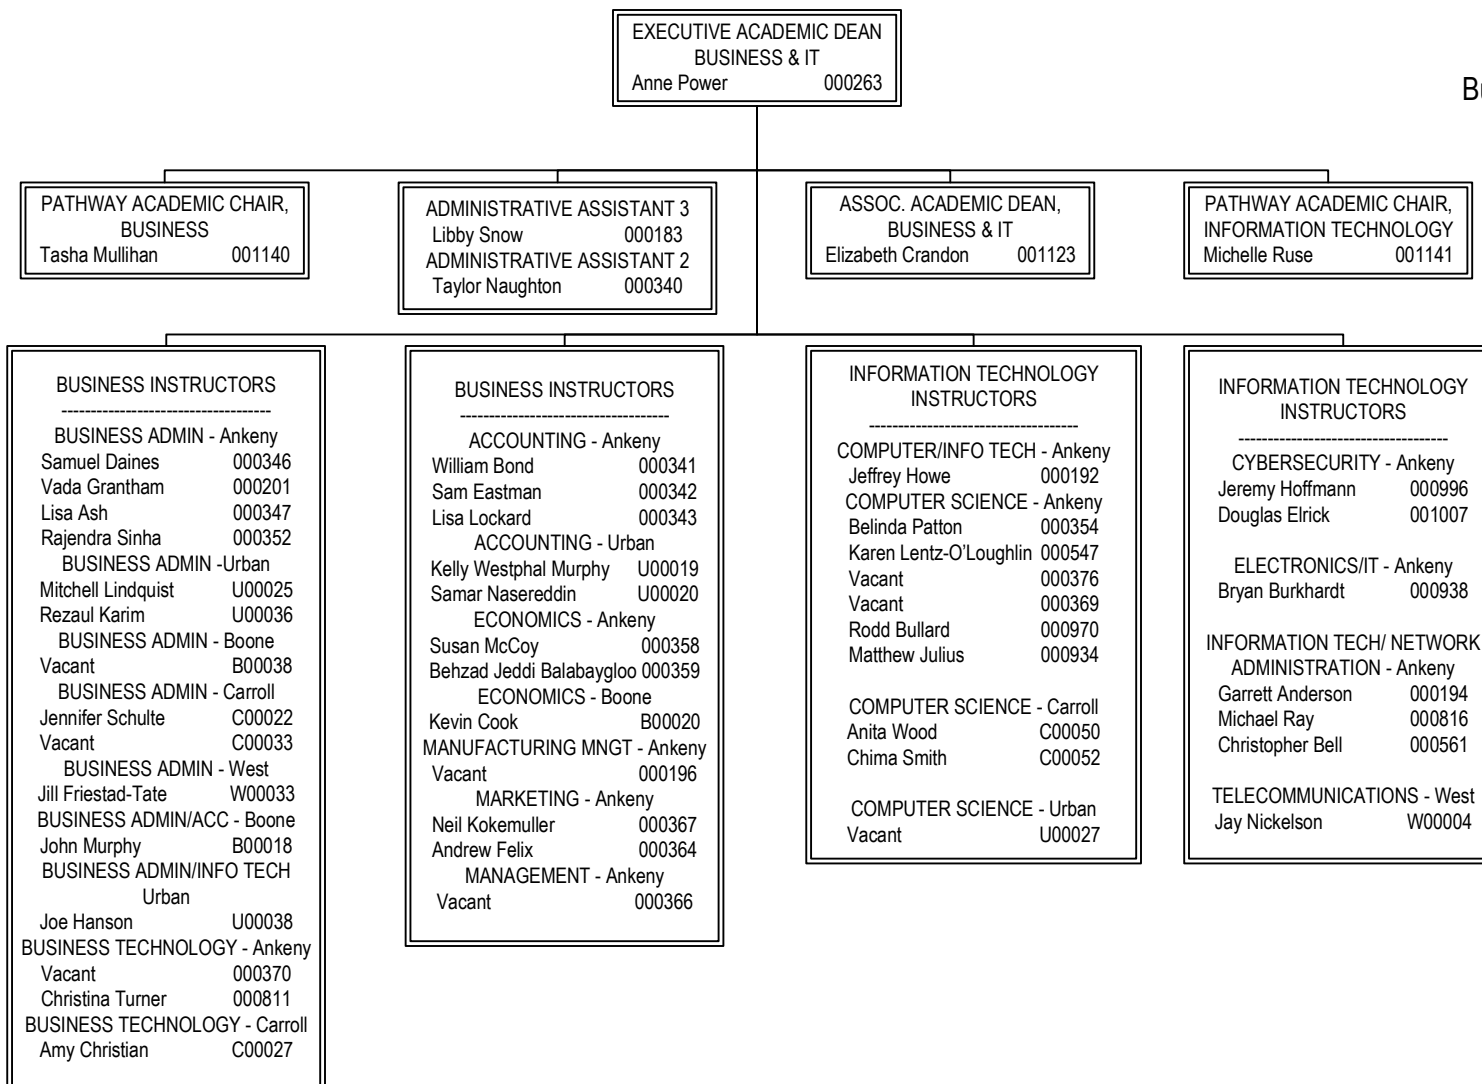 EXECUTIVE ACADEMIC DEAN
BUSINESS & IT
Anne Power 000263
PATHWAY ACADEMIC CHAIR,
BUSINESS
Tasha Mullihan 001140
ADMINISTRATIVE ASSISTANT 3
Libby Snow 000183
ADMINISTRATIVE ASSISTANT 2
Taylor Naughton 000340
ASSOC. ACADEMIC DEAN,
BUSINESS & IT
Elizabeth Crandon 001123
PATHWAY ACADEMIC CHAIR,
INFORMATION TECHNOLOGY
Michelle Ruse 001141
BUSINESS INSTRUCTORS
------------------------------------
BUSINESS ADMIN - Ankeny
Samuel Daines 000346
Vada Grantham 000201
Lisa Ash 000347
Rajendra Sinha 000352
BUSINESS ADMIN -Urban
Mitchell Lindquist U00025
Rezaul Karim U00036
BUSINESS ADMIN - Boone
Vacant B00038
BUSINESS ADMIN - Carroll
Jennifer Schulte C00022
Vacant C00033
BUSINESS ADMIN - West
Jill Friestad-Tate W00033
BUSINESS ADMIN/ACC - Boone
John Murphy B00018
BUSINESS ADMIN/INFO TECH
Urban
Joe Hanson U00038
BUSINESS TECHNOLOGY - Ankeny
Vacant 000370
Christina Turner 000811
BUSINESS TECHNOLOGY - Carroll
Amy Christian C00027
BUSINESS INSTRUCTORS
------------------------------------
ACCOUNTING - Ankeny
William Bond 000341
Sam Eastman 000342
Lisa Lockard 000343
ACCOUNTING - Urban
Kelly Westphal Murphy U00019
Samar Nasereddin U00020
ECONOMICS - Ankeny
Susan McCoy 000358
Behzad Jeddi Balabaygloo 000359
ECONOMICS - Boone
Kevin Cook B00020
MANUFACTURING MNGT - Ankeny
Vacant 000196
MARKETING - Ankeny
Neil Kokemuller 000367
Andrew Felix 000364
MANAGEMENT - Ankeny
Vacant 000366
INFORMATION TECHNOLOGY
INSTRUCTORS
------------------------------------
COMPUTER/INFO TECH - Ankeny
Jeffrey Howe 000192
COMPUTER SCIENCE - Ankeny
Belinda Patton 000354
Karen Lentz-O’Loughlin 000547
Vacant 000376
Vacant 000369
Rodd Bullard 000970
Matthew Julius 000934
COMPUTER SCIENCE - Carroll
Anita Wood C00050
Chima Smith C00052
COMPUTER SCIENCE - Urban
Vacant U00027
INFORMATION TECHNOLOGY
INSTRUCTORS
------------------------------------
CYBERSECURITY - Ankeny
Jeremy Hoffmann 000996
Douglas Elrick 001007
ELECTRONICS/IT - Ankeny
Bryan Burkhardt 000938
INFORMATION TECH/ NETWORK
ADMINISTRATION - Ankeny
Garrett Anderson 000194
Michael Ray 000816
Christopher Bell 000561
TELECOMMUNICATIONS - West
Jay Nickelson W00004